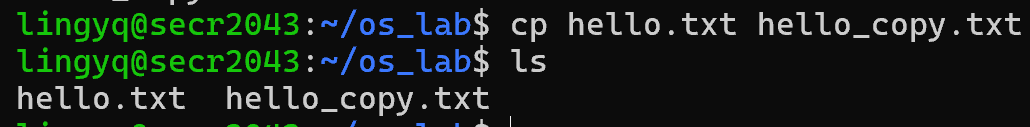 lingyq@secr2043:~/os_lab$ cp hello.txt hello_copy.txt
lingyq@secr2043:~/os_lab$ ls
hello.txt  hello_copy.txt